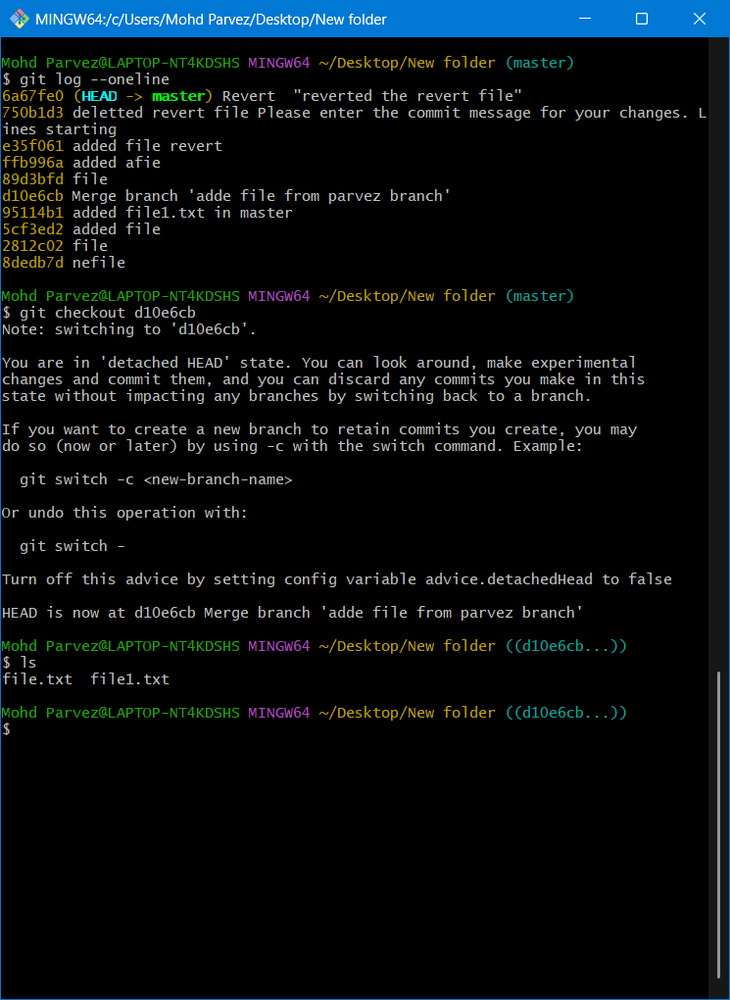 MINGW64:/c/Users/Mohd Parvez/Desktop/New folder
Mohd Parvez@LAPTOP-NT4KDSHS MINGW64 ~/Desktop/New folder (master)
$ git log --oneline
6a67fe0 (HEAD -> master) Revert  "reverted the revert file"
750b1d3 deletted revert file Please enter the commit message for your changes. L
ines starting
e35f061 added file revert
ffb996a added afie
89d3bfd file
d10e6cb Merge branch 'adde file from parvez branch'
95114b1 added file1.txt in master
5cf3ed2 added file
2812c02 file
8dedb7d nefile
Mohd Parvez@LAPTOP-NT4KDSHS MINGW64 ~/Desktop/New folder (master)
$ git checkout d10e6cb
Note: switching to 'd10e6cb'.
You are in 'detached HEAD' state. You can look around, make experimental
changes and commit them, and you can discard any commits you make in this
state without impacting any branches by switching back to a branch.
If you want to create a new branch to retain commits you create, you may
do so (now or later) by using -c with the switch command. Example:
  git switch -c <new-branch-name>
Or undo this operation with:
  git switch -
Turn off this advice by setting config variable advice.detachedHead to false
HEAD is now at d10e6cb Merge branch 'adde file from parvez branch'
Mohd Parvez@LAPTOP-NT4KDSHS MINGW64 ~/Desktop/New folder ((d10e6cb...))
$ ls
file.txt  file1.txt
Mohd Parvez@LAPTOP-NT4KDSHS MINGW64 ~/Desktop/New folder ((d10e6cb...))
$